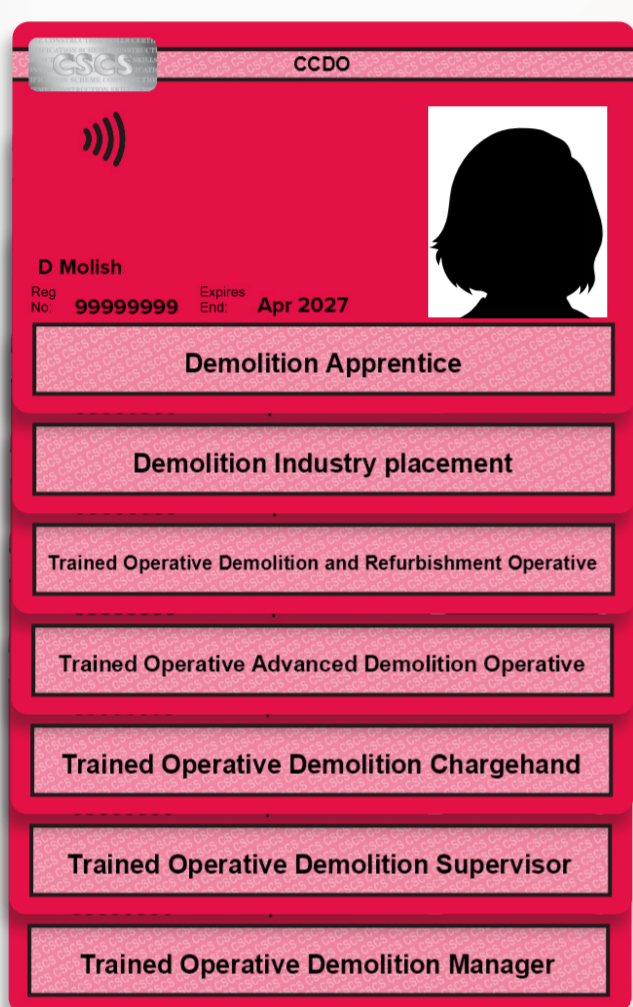 CSCS
CCDO
D Molish
Reg No: 99999999 Expires End: Apr 2027
Demolition Apprentice
Demolition Industry placement
Trained Operative Demolition and Refurbishment Operative
Trained Operative Advanced Demolition Operative
Trained Operative Demolition Chargehand
Trained Operative Demolition Supervisor
Trained Operative Demolition Manager